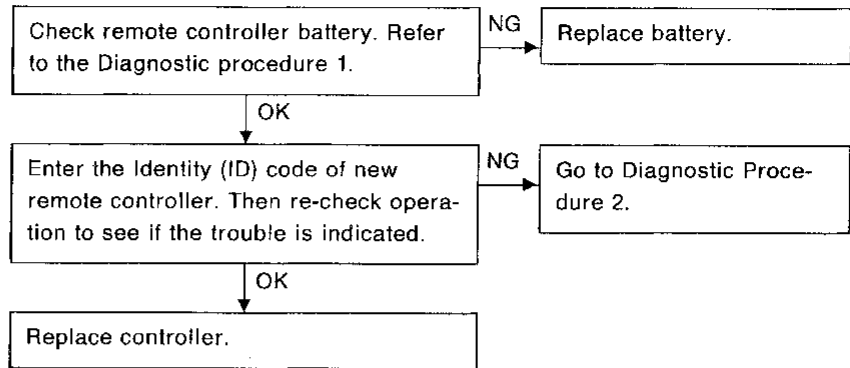 Check remote controller battery. Refer
to the Diagnostic procedure 1.
NG
Replace battery.
OK
Enter the Identity (ID) code of new
remote controller. Then re-check opera-
tion to see if the trouble is indicated.
NG
Go to Diagnostic Proce-
dure 2.
OK
Replace controller.